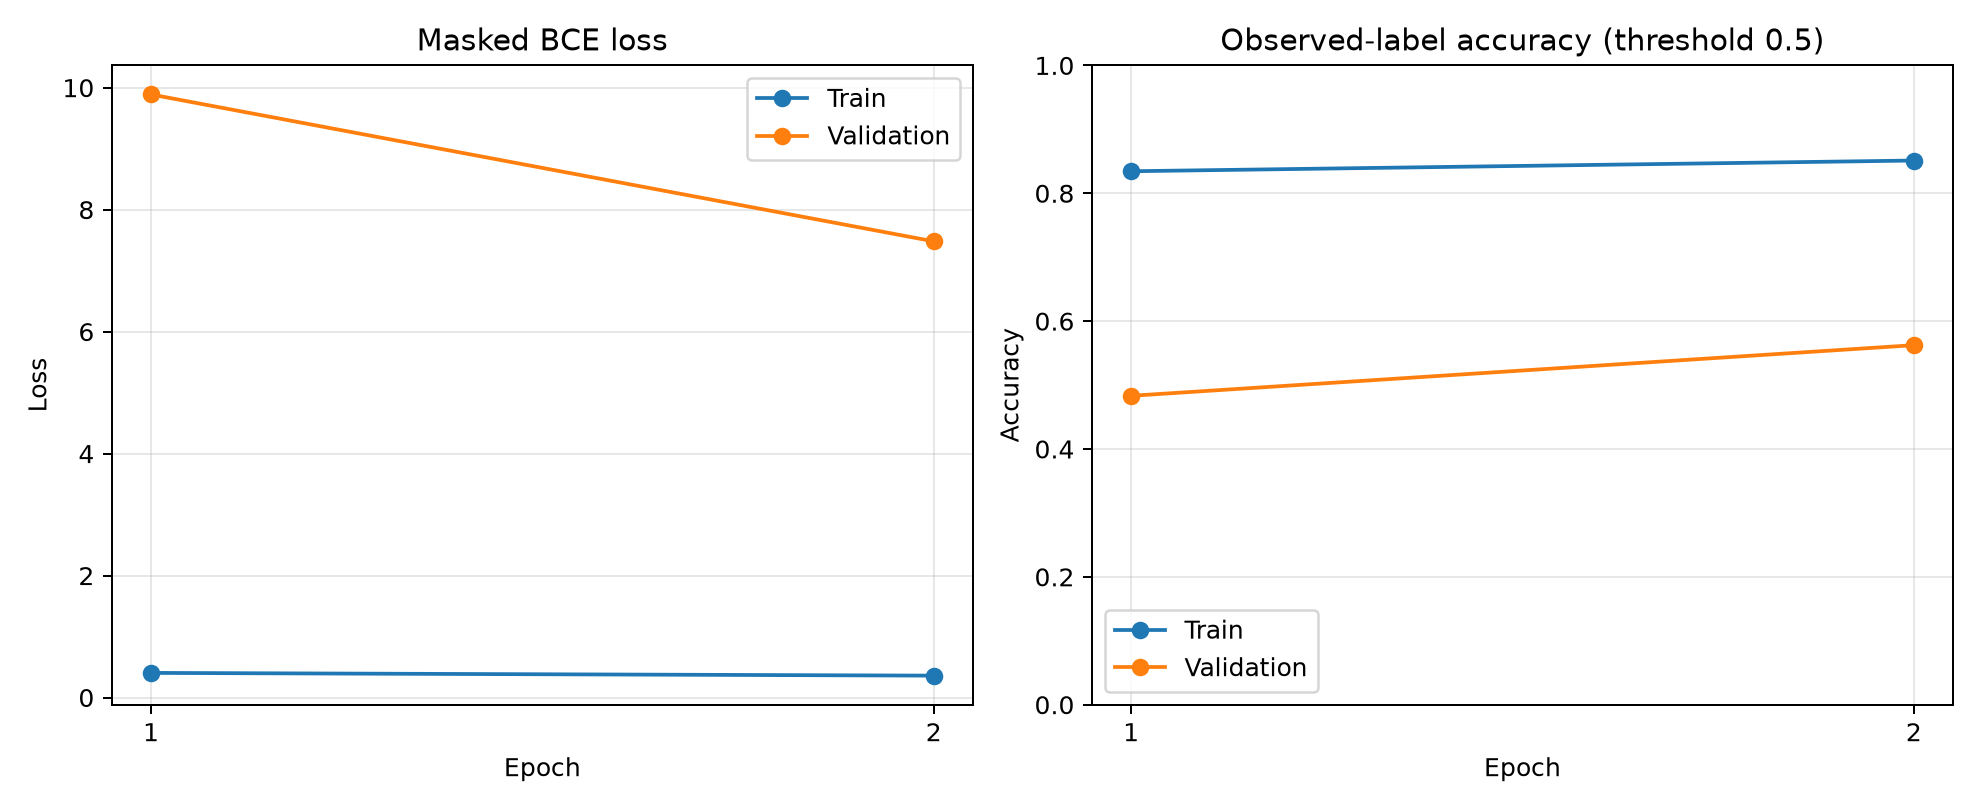 Masked BCE loss
10
8
6
4
2
0
Loss
Train
Validation
1
2
Epoch
Observed-label accuracy (threshold 0.5)
1.0
0.8
0.6
0.4
0.2
0.0
Accuracy
Train
Validation
1
2
Epoch